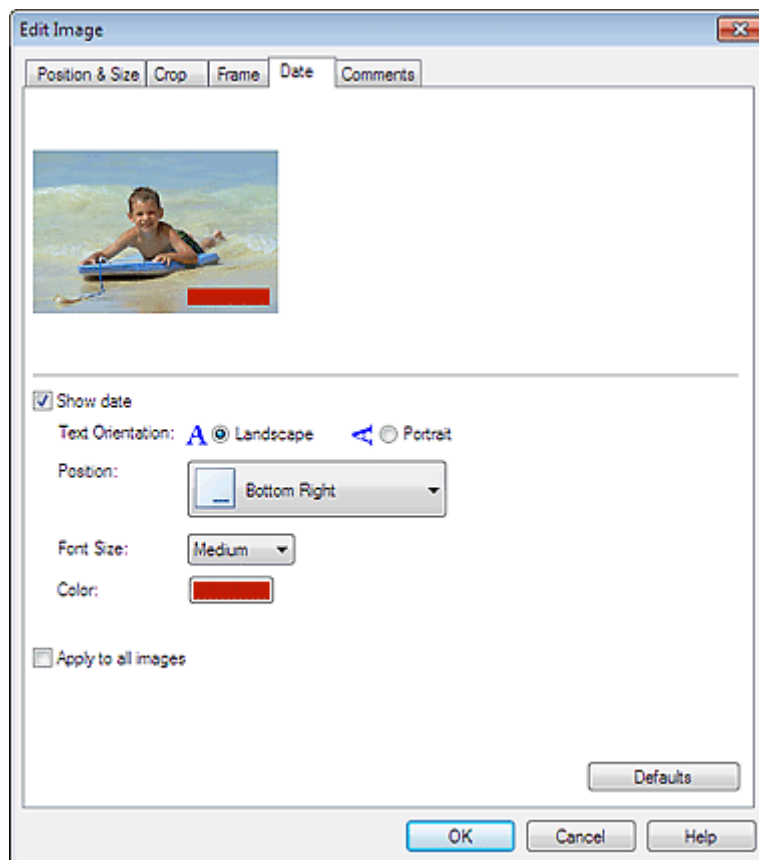 Edit Image
Position & Size Crop Frame Date Comments
Show date
Text Orientation: A Landscape A Portrait
Position: Bottom Right
Font Size: Medium
Color:
Apply to all images
Defaults
OK Cancel Help